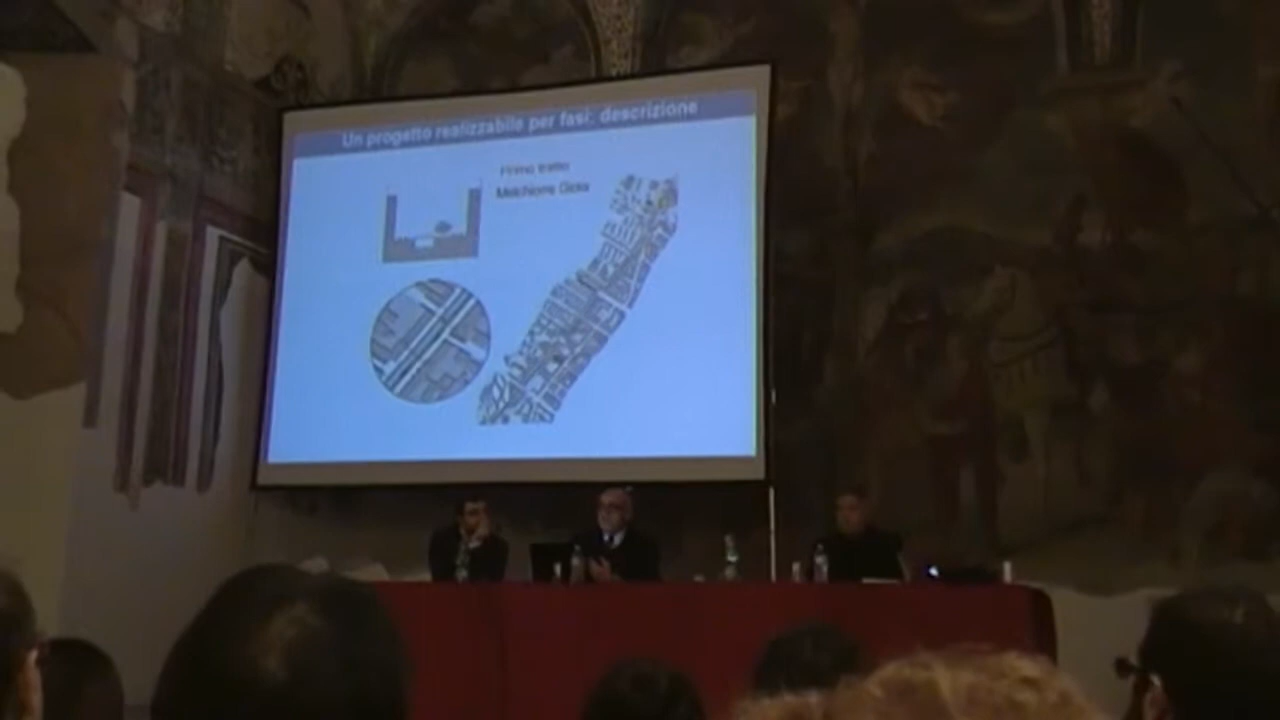 Un progetto realizzabile per fasi: descrizione
Primo tratto
Melchiorre Gioia